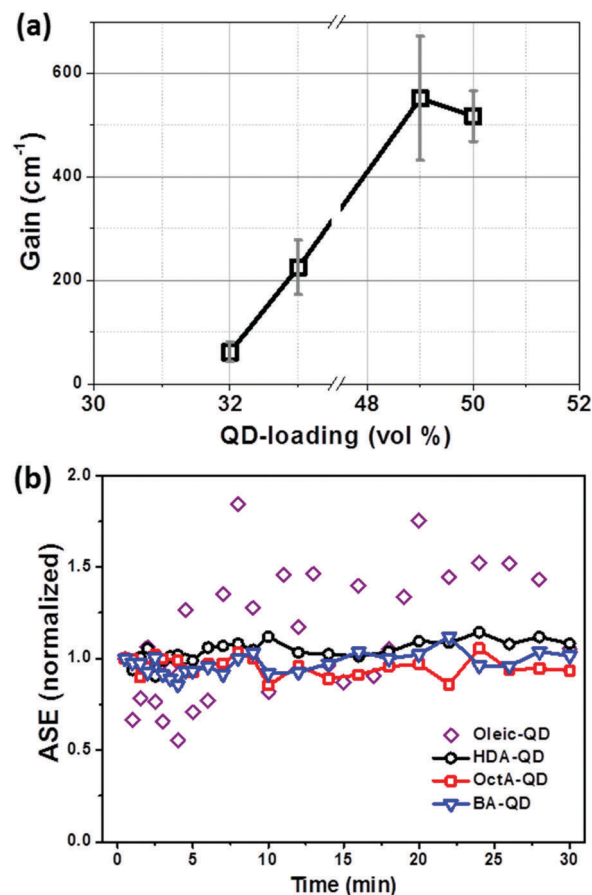 (a)
600
400
200
0
Gain (cm-1)
30 32 48 50 52
QD-loading (vol %)
(b)
2.0
1.5
1.0
0.5
0.0
ASE (normalized)
Oleic-QD
HDA-QD
OctA-QD
BA-QD
0 5 10 15 20 25 30
Time (min)